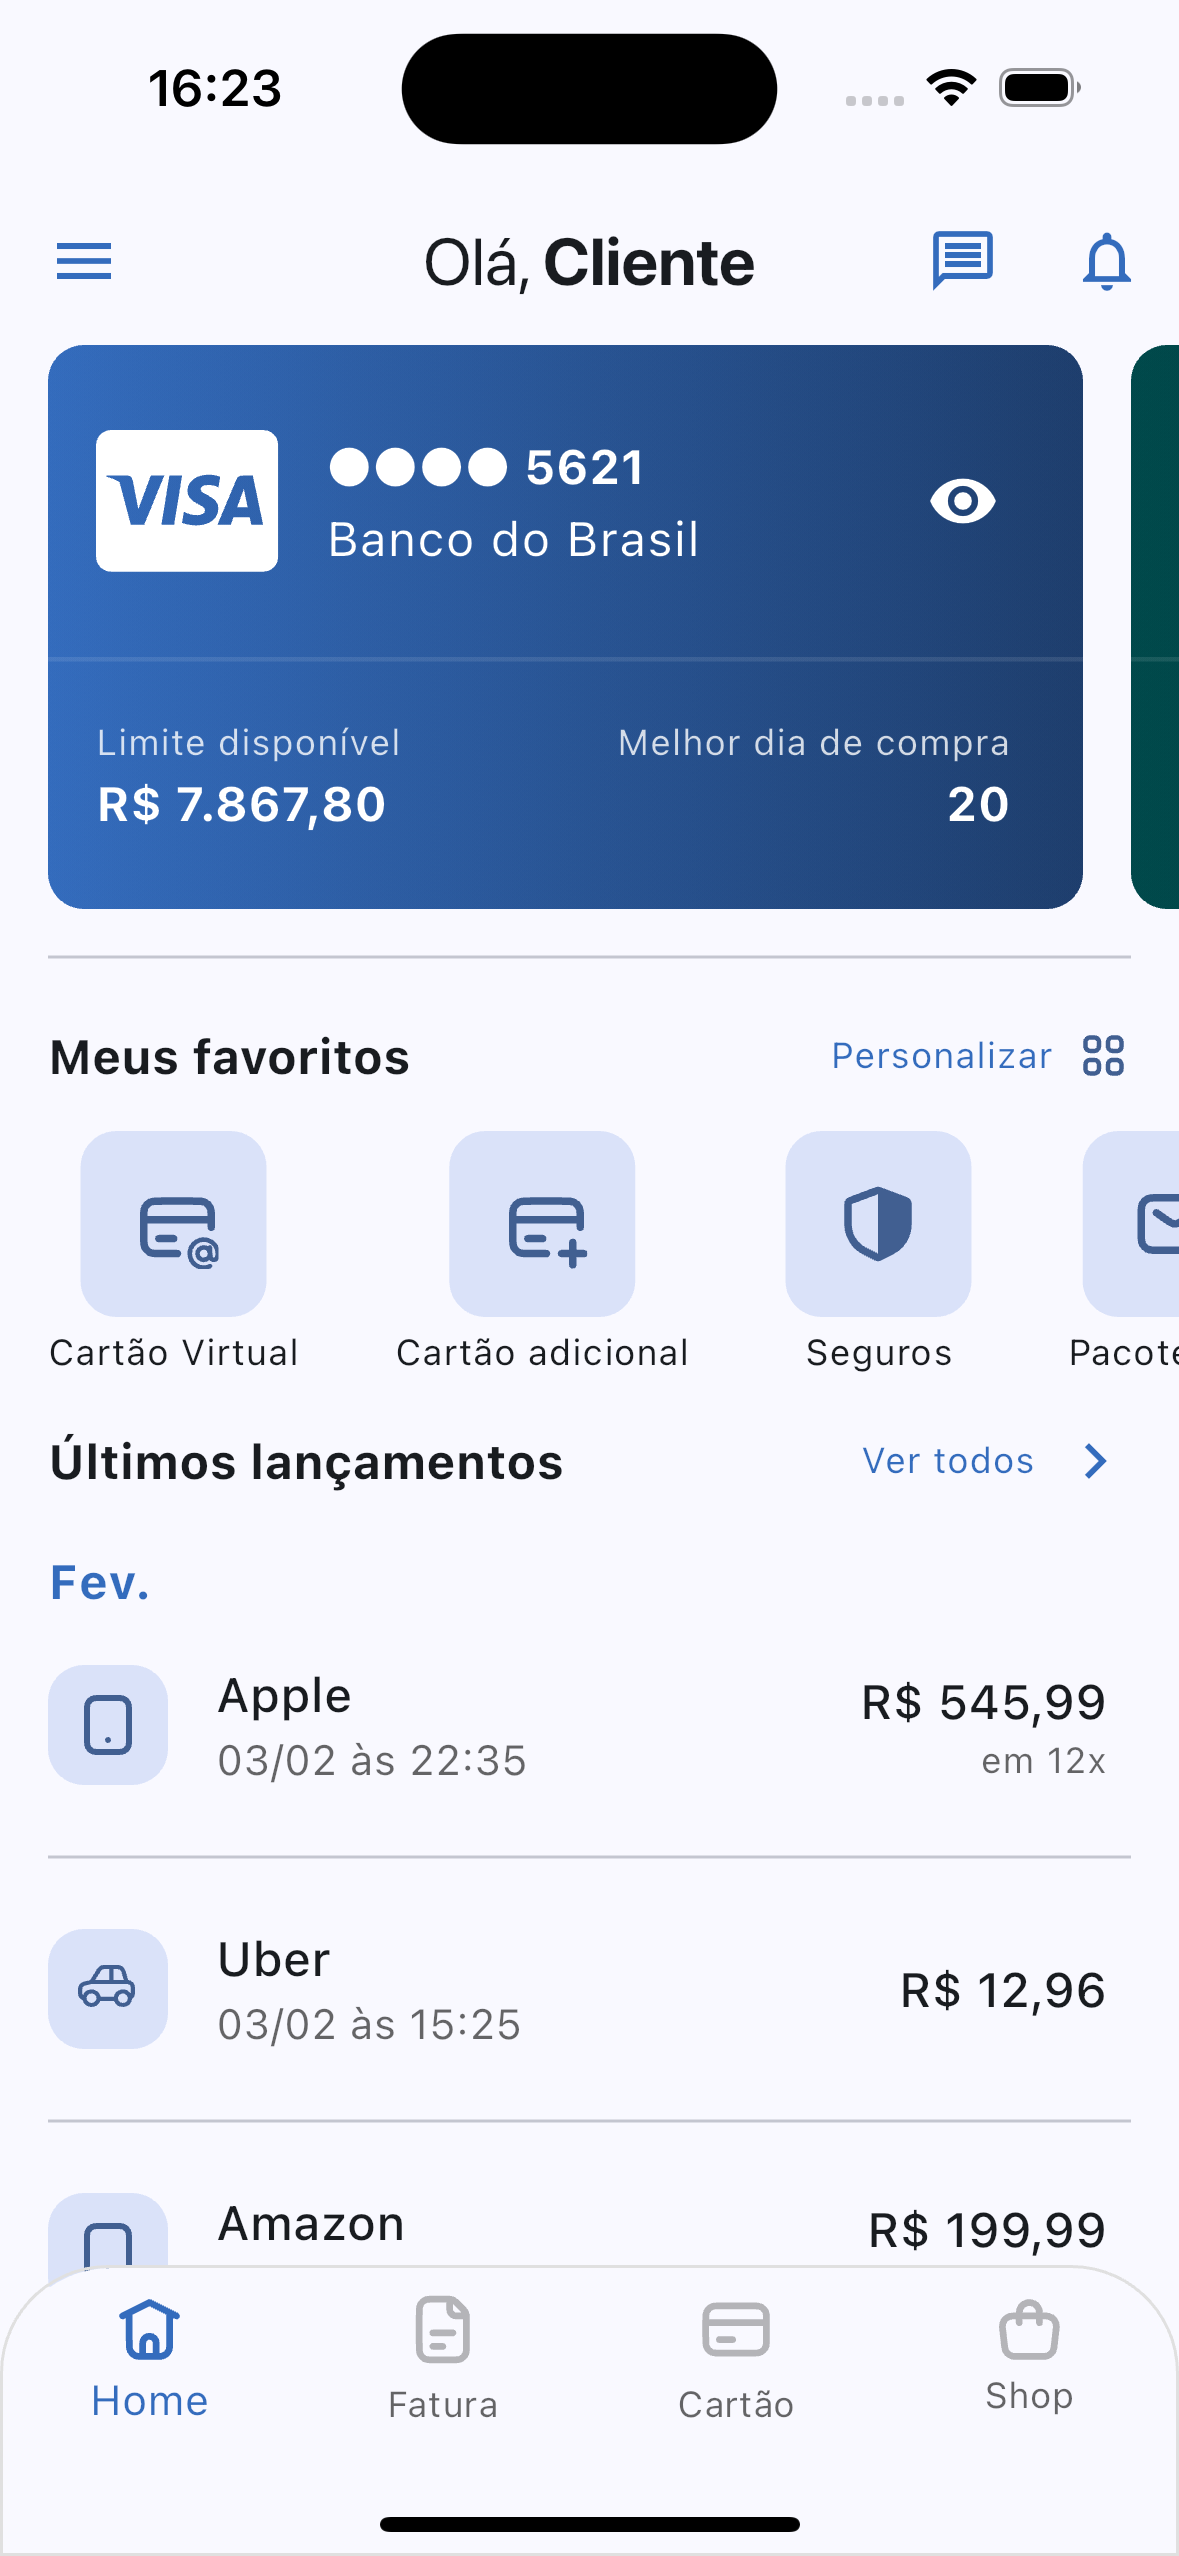 16:23
Olá, Cliente
VISA
●●●● 5621
Banco do Brasil
Limite disponível
Melhor dia de compra
R$ 7.867,80
20
Meus favoritos
Personalizar
Cartão Virtual
Cartão adicional
Seguros
Pacote
Últimos lançamentos
Ver todos
Fev.
Apple
R$ 545,99
03/02 às 22:35
em 12x
Uber
R$ 12,96
03/02 às 15:25
Amazon
R$ 199,99
Home
Fatura
Cartão
Shop